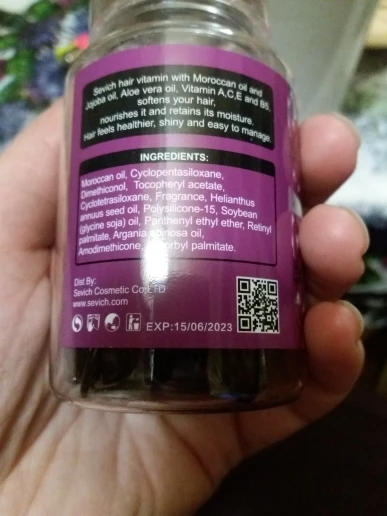 Sevich hair vitamin with Moroccan oil and
Jojoba oil, Aloe vera oil, Vitamin A,C,E and B5,
softens your hair,
nourishes it and retains its moisture.
Hair feels healthier, shiny and easy to manage.
INGREDIENTS:
Moroccan oil, Cyclopentasiloxane,
Dimethiconol, Tocopheryl acetate,
Cyclotetrasiloxane, Fragrance, Helianthus
annuus seed oil, Polysilicone-15, Soybean
(glycine soja) oil, Panthenyl ethyl ether, Retinyl
palmitate, Argania spinosa oil,
Amodimethicone, Ascorbyl palmitate.
Dist By:
Sevich Cosmetic Co,LTD
www.sevich.com
EXP:15/06/2023